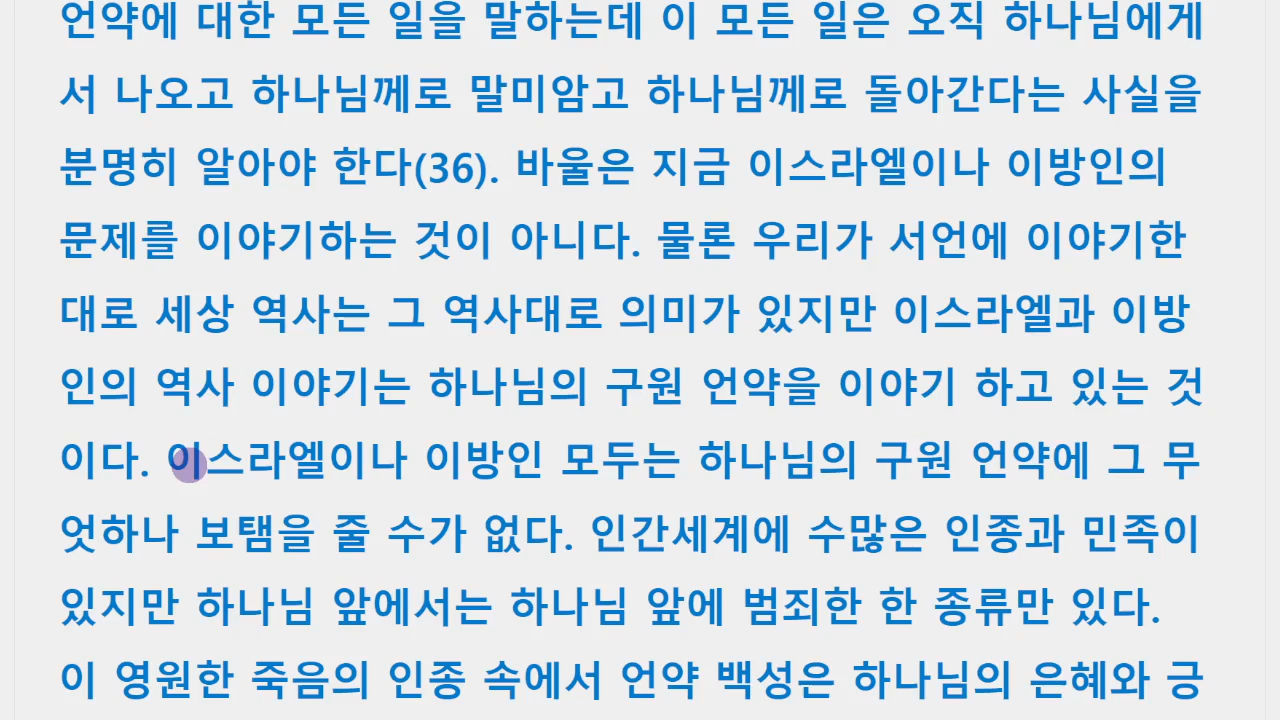 언약에 대한 모든 일을 말하는데 이 모든 일은 오직 하나님에게
서 나오고 하나님께로 말미암고 하나님께로 돌아간다는 사실을
분명히 알아야 한다(36). 바울은 지금 이스라엘이나 이방인의
문제를 이야기하는 것이 아니다. 물론 우리가 서언에 이야기한
대로 세상 역사는 그 역사대로 의미가 있지만 이스라엘과 이방
인의 역사 이야기는 하나님의 구원 언약을 이야기 하고 있는 것
이다. 이스라엘이나 이방인 모두는 하나님의 구원 언약에 그 무
엇하나 보탬을 줄 수가 없다. 인간세계에 수많은 인종과 민족이
있지만 하나님 앞에서는 하나님 앞에 범죄한 한 종류만 있다.
이 영원한 죽음의 인종 속에서 언약 백성은 하나님의 은혜와 긍